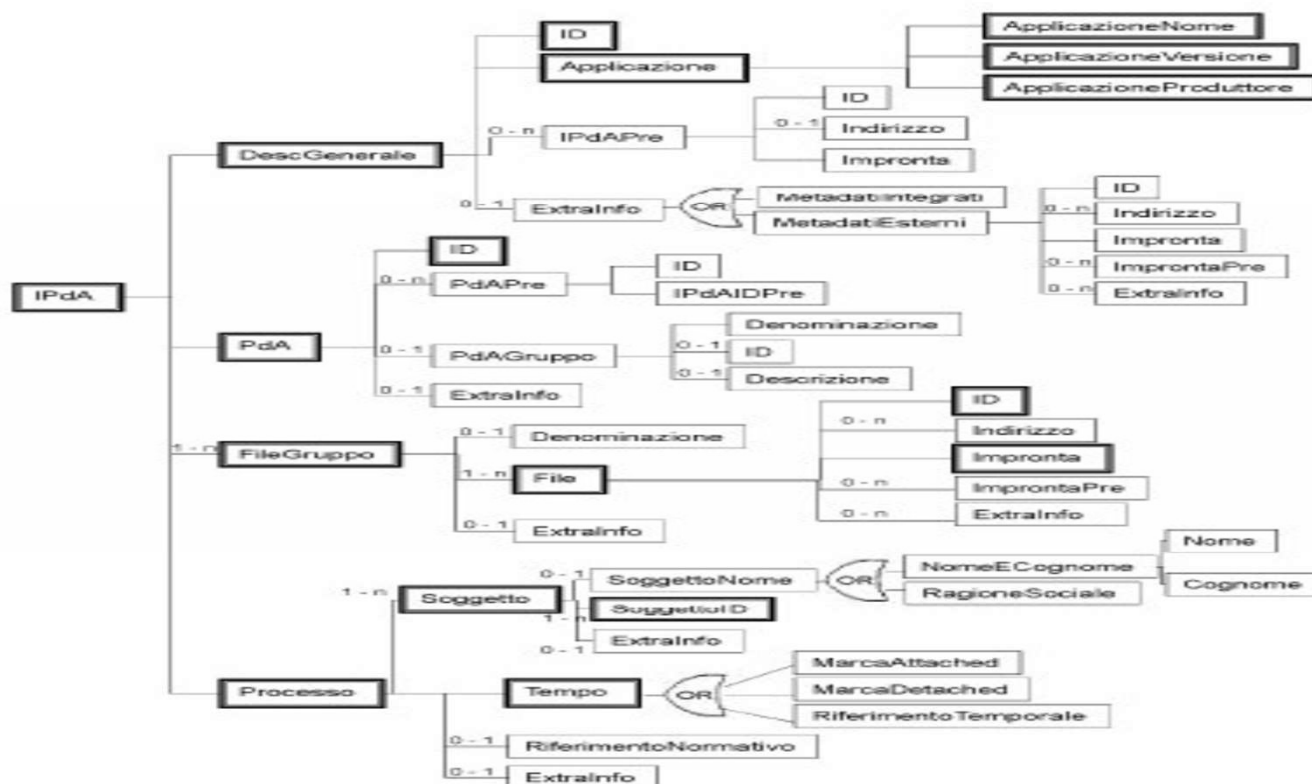 IPdA
DescGenerale
ID
Applicazione
ApplicazioneNome
ApplicazioneVersione
ApplicazioneProduttore
0 - n
IPdAPre
ID
0 - 1
Indirizzo
Impronta
0 - 1
ExtraInfo
OR
MetadatiIntegrati
MetadatiEsterni
ID
0 - n
Indirizzo
Impronta
0 - n
ImprontaPre
0 - n
ExtraInfo
PdA
ID
0 - n
PdAPre
ID
IPdAIDPre
0 - 1
PdAGruppo
Denominazione
0 - 1
ID
0 - 1
Descrizione
0 - 1
ExtraInfo
1 - n
FileGruppo
0 - 1
Denominazione
1 - n
File
ID
0 - n
Indirizzo
Impronta
0 - n
ImprontaPre
0 - n
ExtraInfo
0 - 1
ExtraInfo
Processo
1 - n
Soggetto
0 - 1
SoggettoNome
OR
NomeECognome
Nome
Cognome
RagioneSociale
1 - n
SoggettoID
0 - 1
ExtraInfo
Tempo
OR
MarcaAttached
MarcaDetached
RiferimentoTemporale
0 - 1
RiferimentoNormativo
0 - 1
ExtraInfo